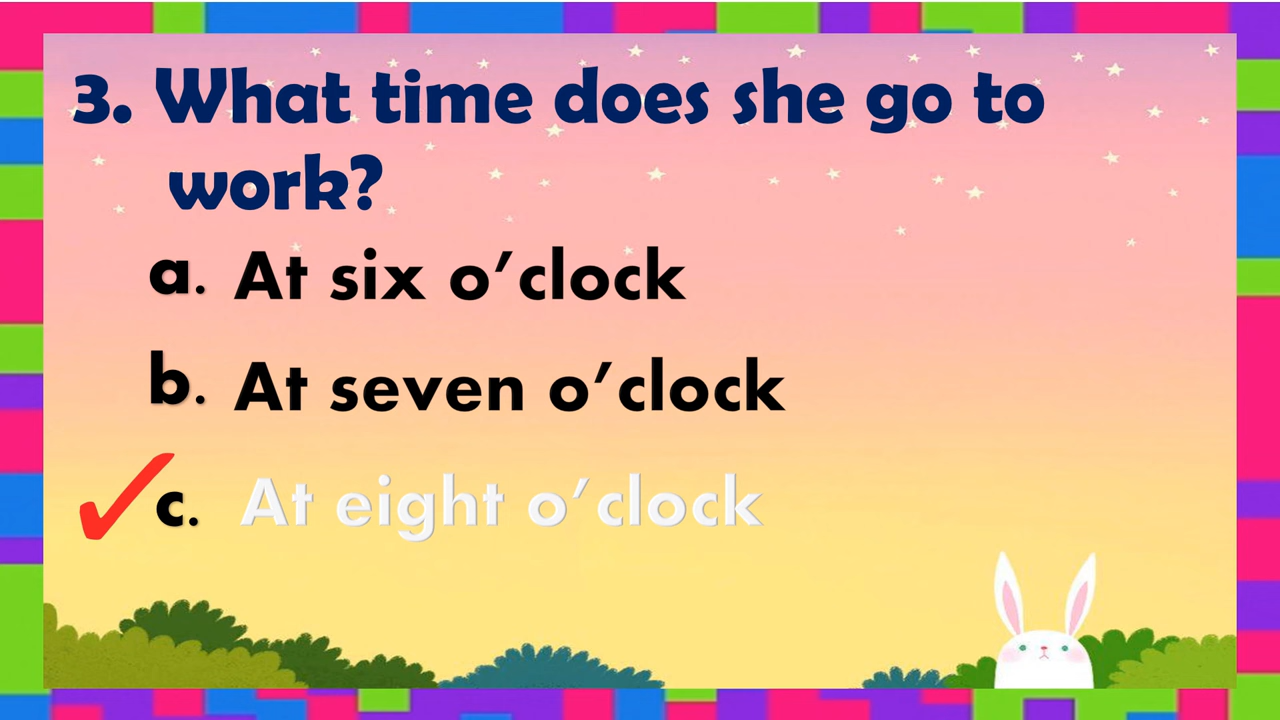 3. What time does she go to
work?
a. At six o’clock
b. At seven o’clock
c. At eight o’clock